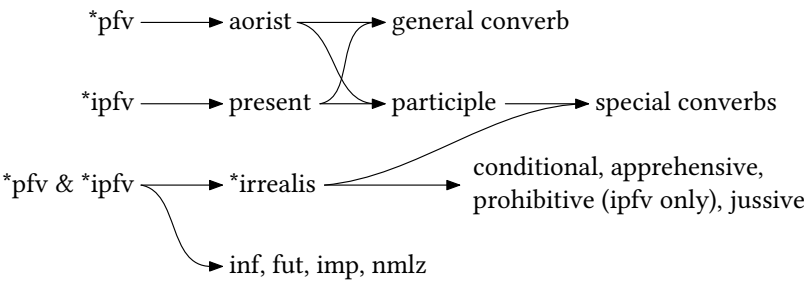 *pfv aorist general converb
*ipfv present participle special converbs
*pfv & *ipfv *irrealis conditional, apprehensive,
prohibitive (ipfv only), jussive
inf, fut, imp, nmlz